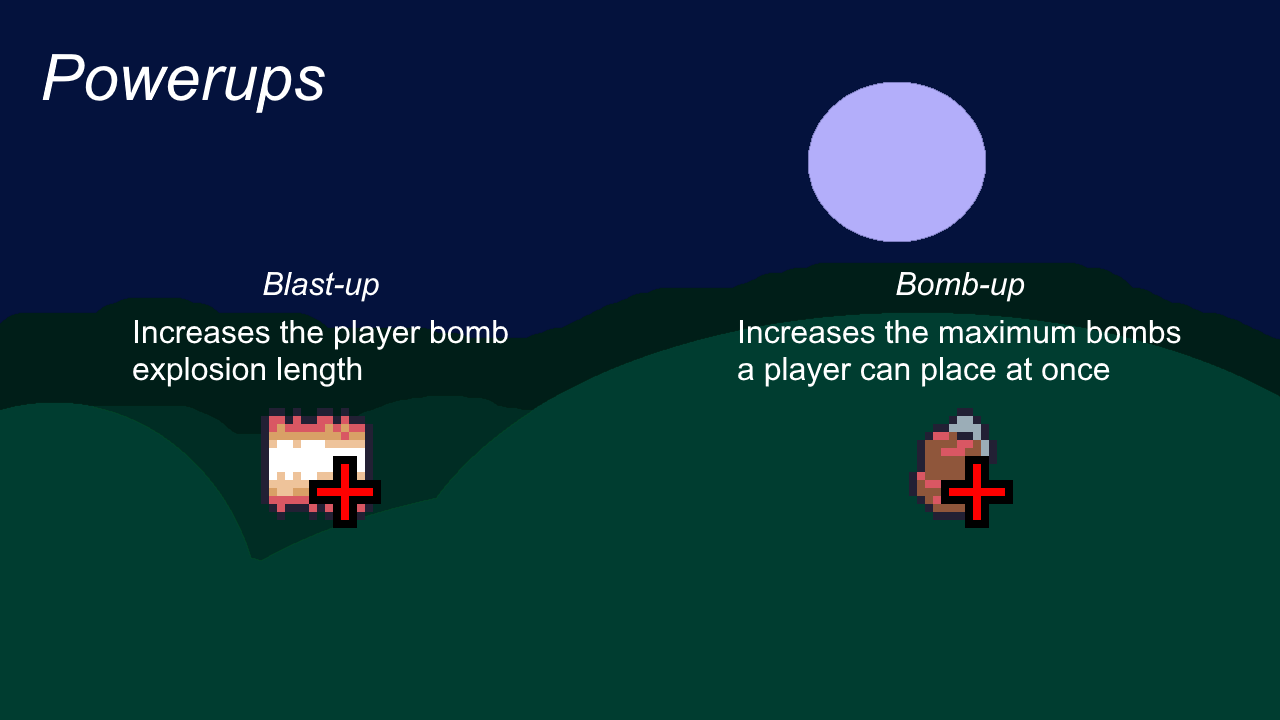 Powerups
Blast-up
Increases the player bomb
explosion length
Bomb-up
Increases the maximum bombs
a player can place at once